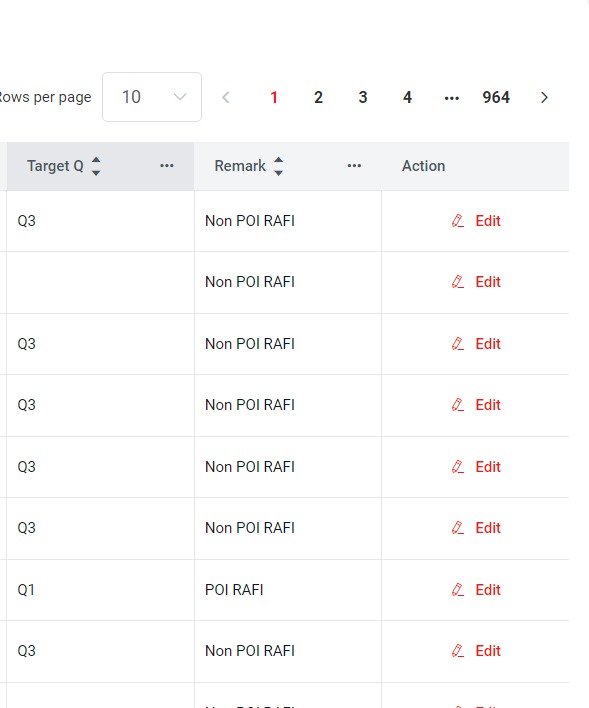 Rows per page 10 1 2 3 4 ... 964
Target Q ... Remark ... Action
Q3 Non POI RAFI Edit
Non POI RAFI Edit
Q3 Non POI RAFI Edit
Q3 Non POI RAFI Edit
Q3 Non POI RAFI Edit
Q3 Non POI RAFI Edit
Q1 POI RAFI Edit
Q3 Non POI RAFI Edit